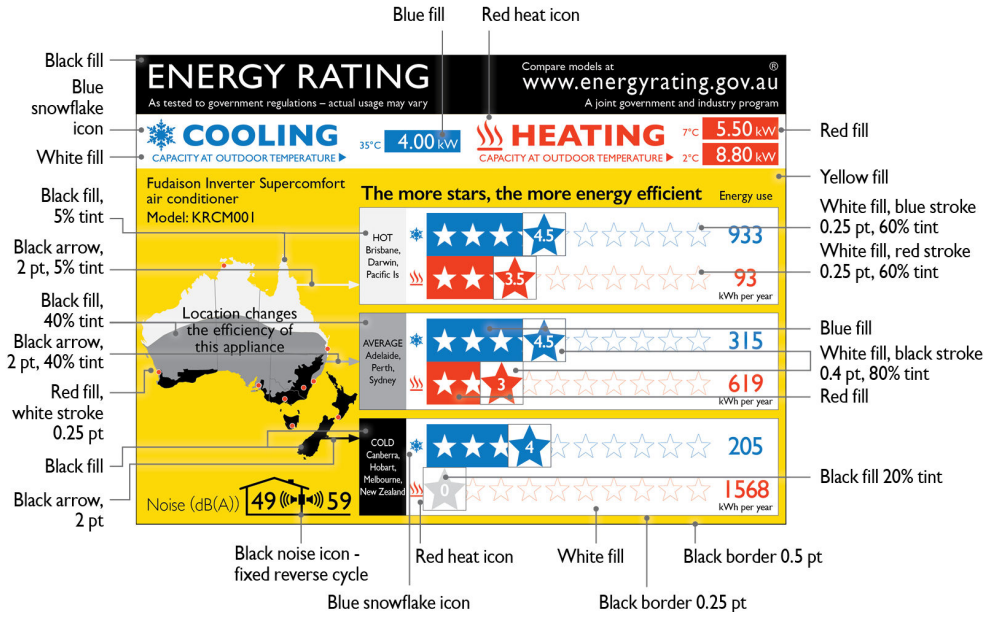 Blue fill
Red heat icon
Black fill
Blue
snowflake
icon
White fill
Black fill,
5% tint
Black arrow,
2 pt, 5% tint
Black fill,
40% tint
Black arrow,
2 pt, 40% tint
Red fill,
white stroke
0.25 pt
Black fill
Black arrow,
2 pt
ENERGY RATING
As tested to government regulations – actual usage may vary
Compare models at
®
www.energyrating.gov.au
A joint government and industry program
COOLING
CAPACITY AT OUTDOOR TEMPERATURE
35°C 4.00 kW
HEATING
CAPACITY AT OUTDOOR TEMPERATURE
7°C 5.50 kW
2°C 8.80 kW
Fudaison Inverter Supercomfort
air conditioner
Model: KRCM001
The more stars, the more energy efficient
Energy use
Location changes
the efficiency of
this appliance
HOT
Brisbane,
Darwin,
Pacific Is
4.5
933
3.5
93
kWh per year
AVERAGE
Adelaide,
Perth,
Sydney
4.5
315
3
619
kWh per year
COLD
Canberra,
Hobart,
Melbourne,
New Zealand
4
205
0
1568
kWh per year
Noise (dB(A))
49 59
Red fill
Yellow fill
White fill, blue stroke
0.25 pt, 60% tint
White fill, red stroke
0.25 pt, 60% tint
Blue fill
White fill, black stroke
0.4 pt, 80% tint
Red fill
Black fill 20% tint
Black noise icon -
fixed reverse cycle
Red heat icon
White fill
Black border 0.5 pt
Blue snowflake icon
Black border 0.25 pt